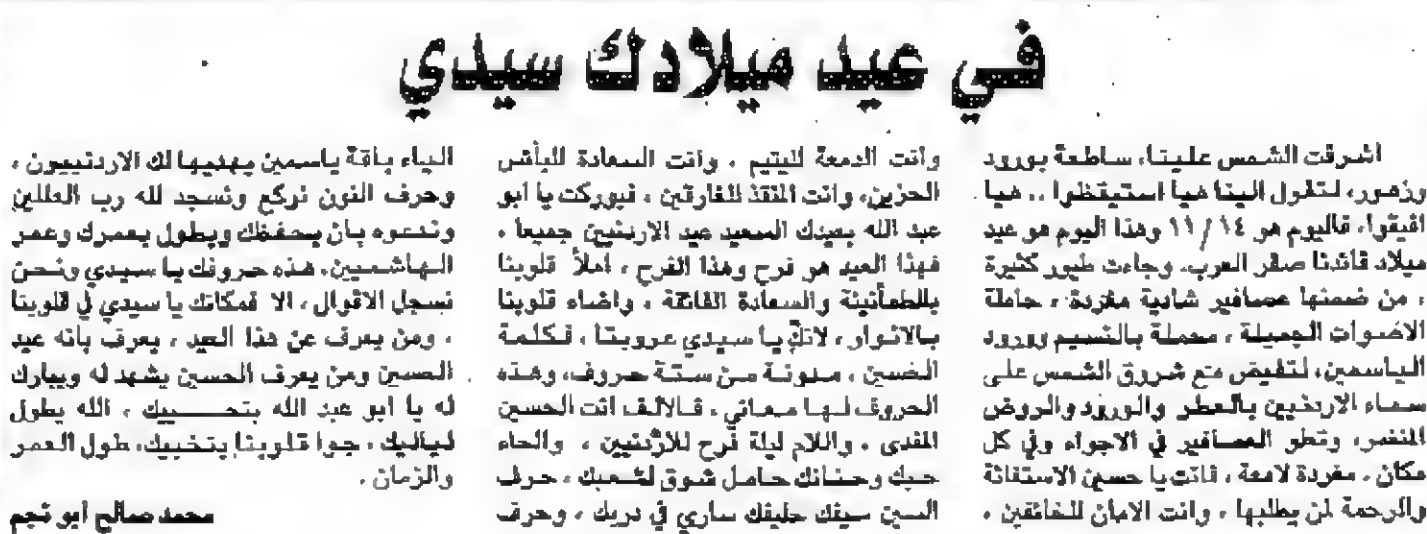 في عيد ميلادك سيدي
اشرقت الشمس علينا، ساطعة بورود
وزهور، لتقول الينا هيا استيقظوا .. هيا
افيقوا، فاليوم هو ١٤ / ١١ وهذا اليوم هو عيد
ميلاد قائدنا صقر العرب. وجاءت طيور كثيرة
، من ضمنها عصافير شابية مغردة ، حاملة
الاصوات الجميلة ، محملة بالنسيم وورود
الياسمين، لتفيض مع شروق الشمس على
سماء الاردنيين بالعطر والورود والروض
، وتطو العصافير في الاجواء وفي كل
مكان ، مغردة لامعة ، فانت يا حسين الاستغاثة
والرحمة لمن يطلبها ، وانت الامان للخائفين ،
وانت الدمعة لليتيم ، وانت السعادة للبأس
الحزين، وانت المنقذ للغارقين ، فبوركت يا ابو
عبد الله بعيدك السعيد عيد الاردنيين جميعا ،
فهذا العيد هو فرح وهذا الفرح ، املأ قلوبنا
بالطمأنينة والسعادة الفائقة ، واضاء قلوبنا
بالانوار ، لانك يا سيدي عروبتنا ، فكلمة
الحسين ، مدونة من ستة حروف، وهذه
الحروف لها معاني ، فالالف انت الحسين
المفدى ، واللام ليلة فرح للاردنيين ، والحاء
حبك وحنانك حامل شوق لشعبك ، حرف
السين سيفك حليفك ساري في دربك ، وحرف
الياء باقة ياسمين يهديها لك الاردنييون ،
وحرف النون نركع ونسجد لله رب العالمين
وندعوه بان يحفظك ويطول بعمرك وعمر
الهاشميين. هذه حروفك يا سيدي ونحن
نسجل الاقوال ، الا فمكانك يا سيدي في قلوبنا
، ومن يعرف عن هذا العيد ، يعرف بانه عيد
الحسين ومن يعرف الحسين يشهد له ويبارك
له يا ابو عبد الله بتحييك ، الله يطول
لياليك ، جوا قلوبنا بتخبيك، طول العمر
والزمان .
محمد صالح ابو نجم